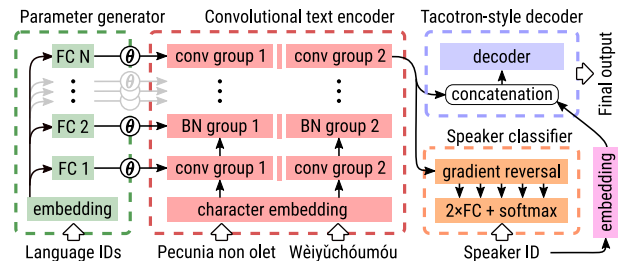 Parameter generator
Convolutional text encoder
Tacotron-style decoder
FC N
θ
conv group 1
conv group 2
decoder
θ
concatenation
Final output
FC 2
θ
BN group 1
BN group 2
Speaker classifier
FC 1
θ
conv group 1
conv group 2
gradient reversal
embedding
embedding
character embedding
2×FC + softmax
Language IDs
Pecunia non olet
Wèiyǔchóumóu
Speaker ID